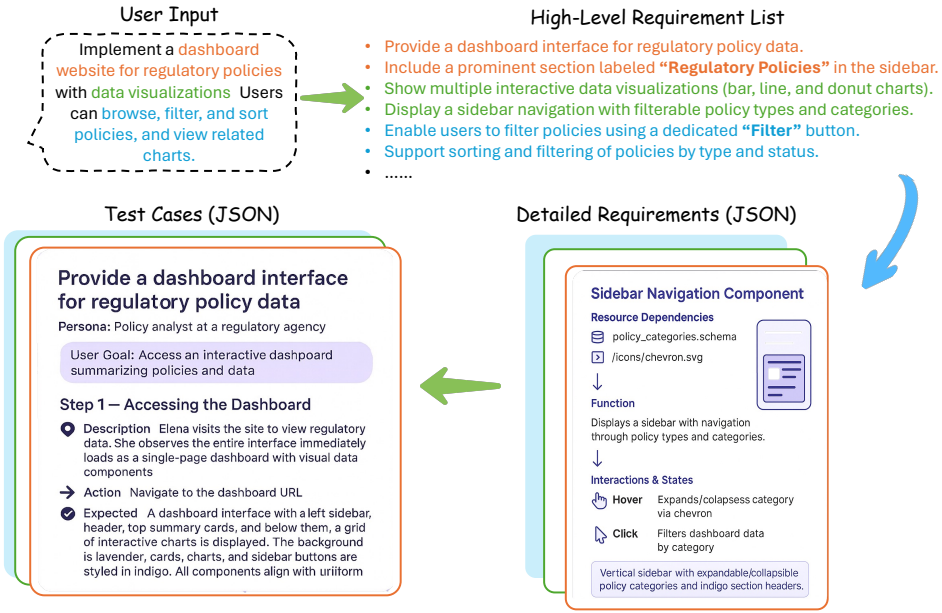 User Input
Implement a dashboard
website for regulatory policies
with data visualizations Users
can browse, filter, and sort
policies, and view related
charts.
High-Level Requirement List
• Provide a dashboard interface for regulatory policy data.
• Include a prominent section labeled “Regulatory Policies” in the sidebar.
• Show multiple interactive data visualizations (bar, line, and donut charts).
• Display a sidebar navigation with filterable policy types and categories.
• Enable users to filter policies using a dedicated “Filter” button.
• Support sorting and filtering of policies by type and status.
• ……
Test Cases (JSON)
Provide a dashboard interface
for regulatory policy data
Persona: Policy analyst at a regulatory agency
User Goal: Access an interactive dashpoard
summarizing policies and data
Step 1 — Accessing the Dashboard
Description Elena visits the site to view regulatory
data. She observes the entire interface immediately
loads as a single-page dashboard with visual data
components
Action Navigate to the dashboard URL
Expected A dashboard interface with a left sidebar,
header, top summary cards, and below them, a grid
of interactive charts is displayed. The background
is lavender, cards, charts, and sidebar buttons are
styled in indigo. All components align with uriiform
Detailed Requirements (JSON)
Sidebar Navigation Component
Resource Dependencies
policy_categories.schema
/icons/chevron.svg
Function
Displays a sidebar with navigation
through policy types and categories.
Interactions & States
Hover Expands/colapsess category
via chevron
Click Filters dashboard data
by category
Vertical sidebar with expandable/collapsible
policy categories and indigo section headers.